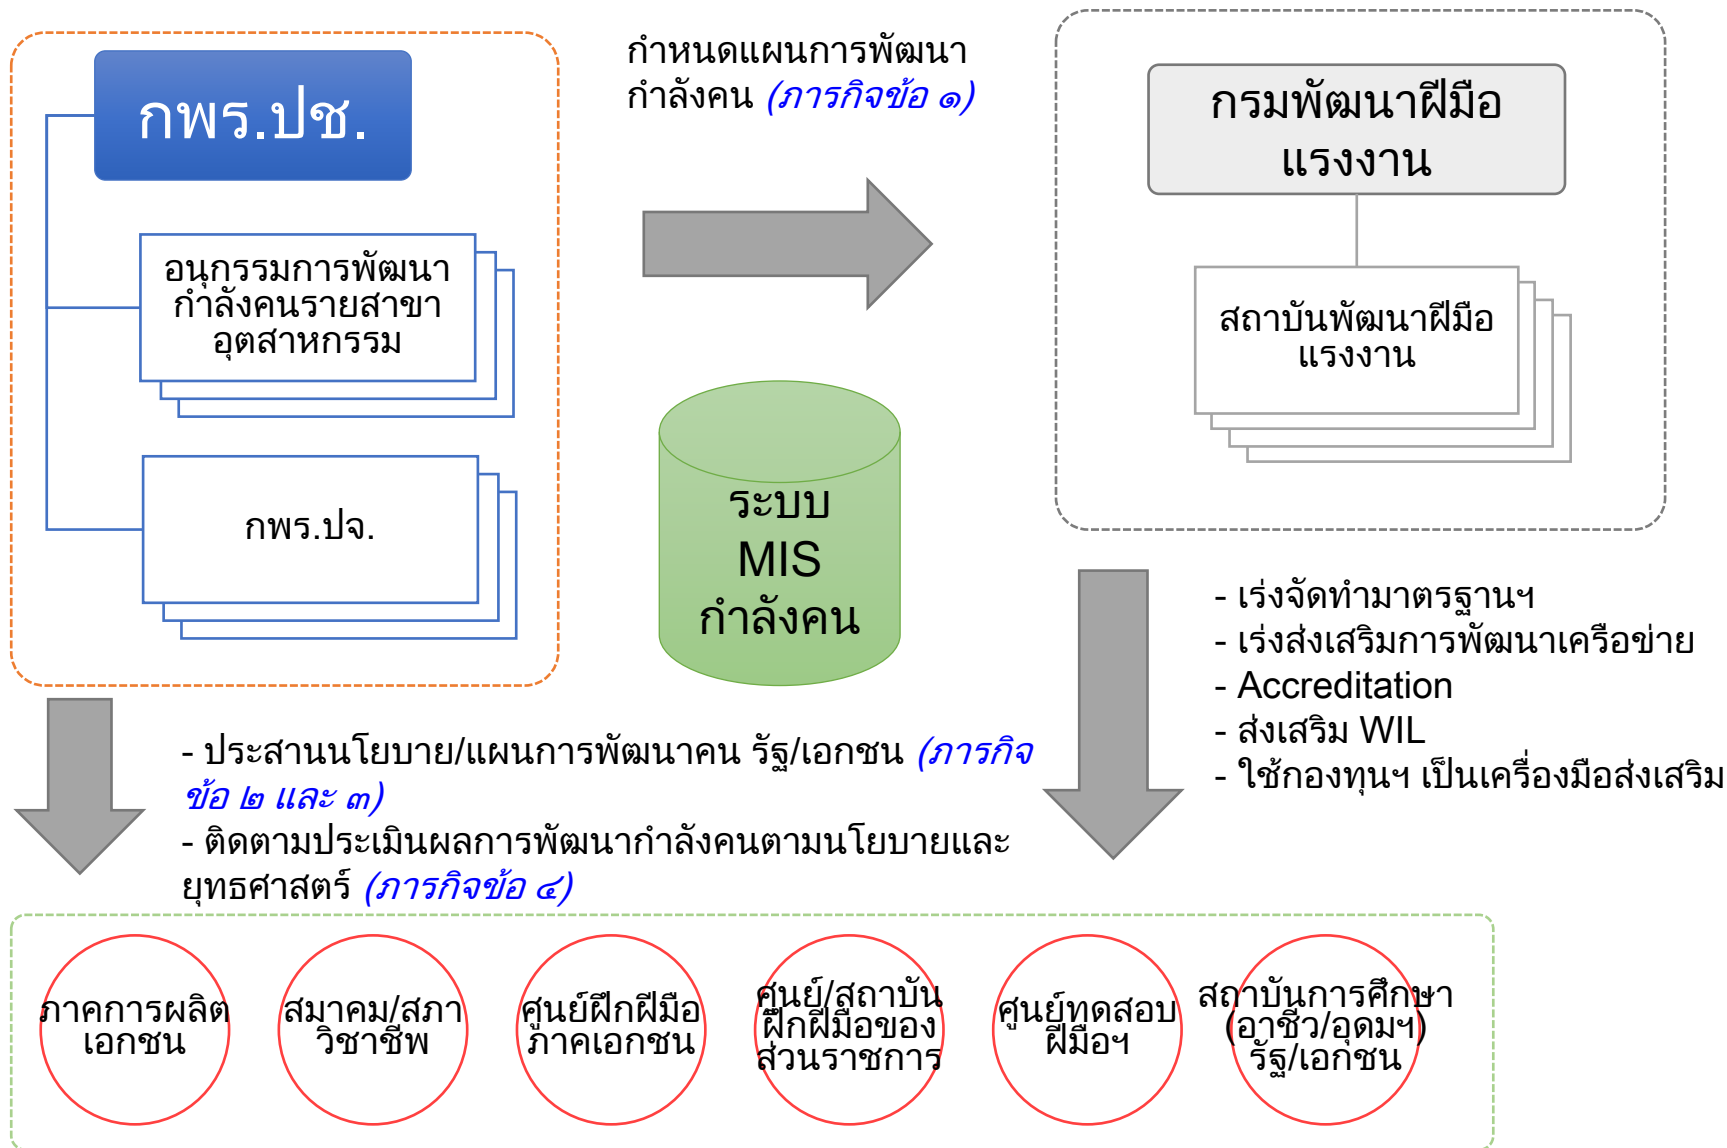 กพร.ปช.
อนุกรรมการพัฒนา
กำลังคนรายสาขา
อุตสาหกรรม
กพร.ปจ.
กำหนดแผนการพัฒนา
กำลังคน (ภารกิจข้อ ๑)
ระบบ
MIS
กำลังคน
กรมพัฒนาฝีมือ
แรงงาน
สถาบันพัฒนาฝีมือ
แรงงาน
- เร่งจัดทำมาตรฐานฯ
- เร่งส่งเสริมการพัฒนาเครือข่าย
- Accreditation
- ส่งเสริม WIL
- ใช้กองทุนฯ เป็นเครื่องมือส่งเสริม
- ประสานนโยบาย/แผนการพัฒนาคน รัฐ/เอกชน (ภารกิจ
ข้อ ๒ และ ๓)
- ติดตามประเมินผลการพัฒนากำลังคนตามนโยบายและ
ยุทธศาสตร์ (ภารกิจข้อ ๔)
ภาคการผลิต
เอกชน
สมาคม/สภา
วิชาชีพ
ศูนย์ฝึกฝีมือ
ภาคเอกชน
ศูนย์/สถาบัน
ฝึกฝีมือของ
ส่วนราชการ
ศูนย์ทดสอบ
ฝีมือฯ
สถาบันการศึกษา
(อาชีว/อุดมฯ)
รัฐ/เอกชน